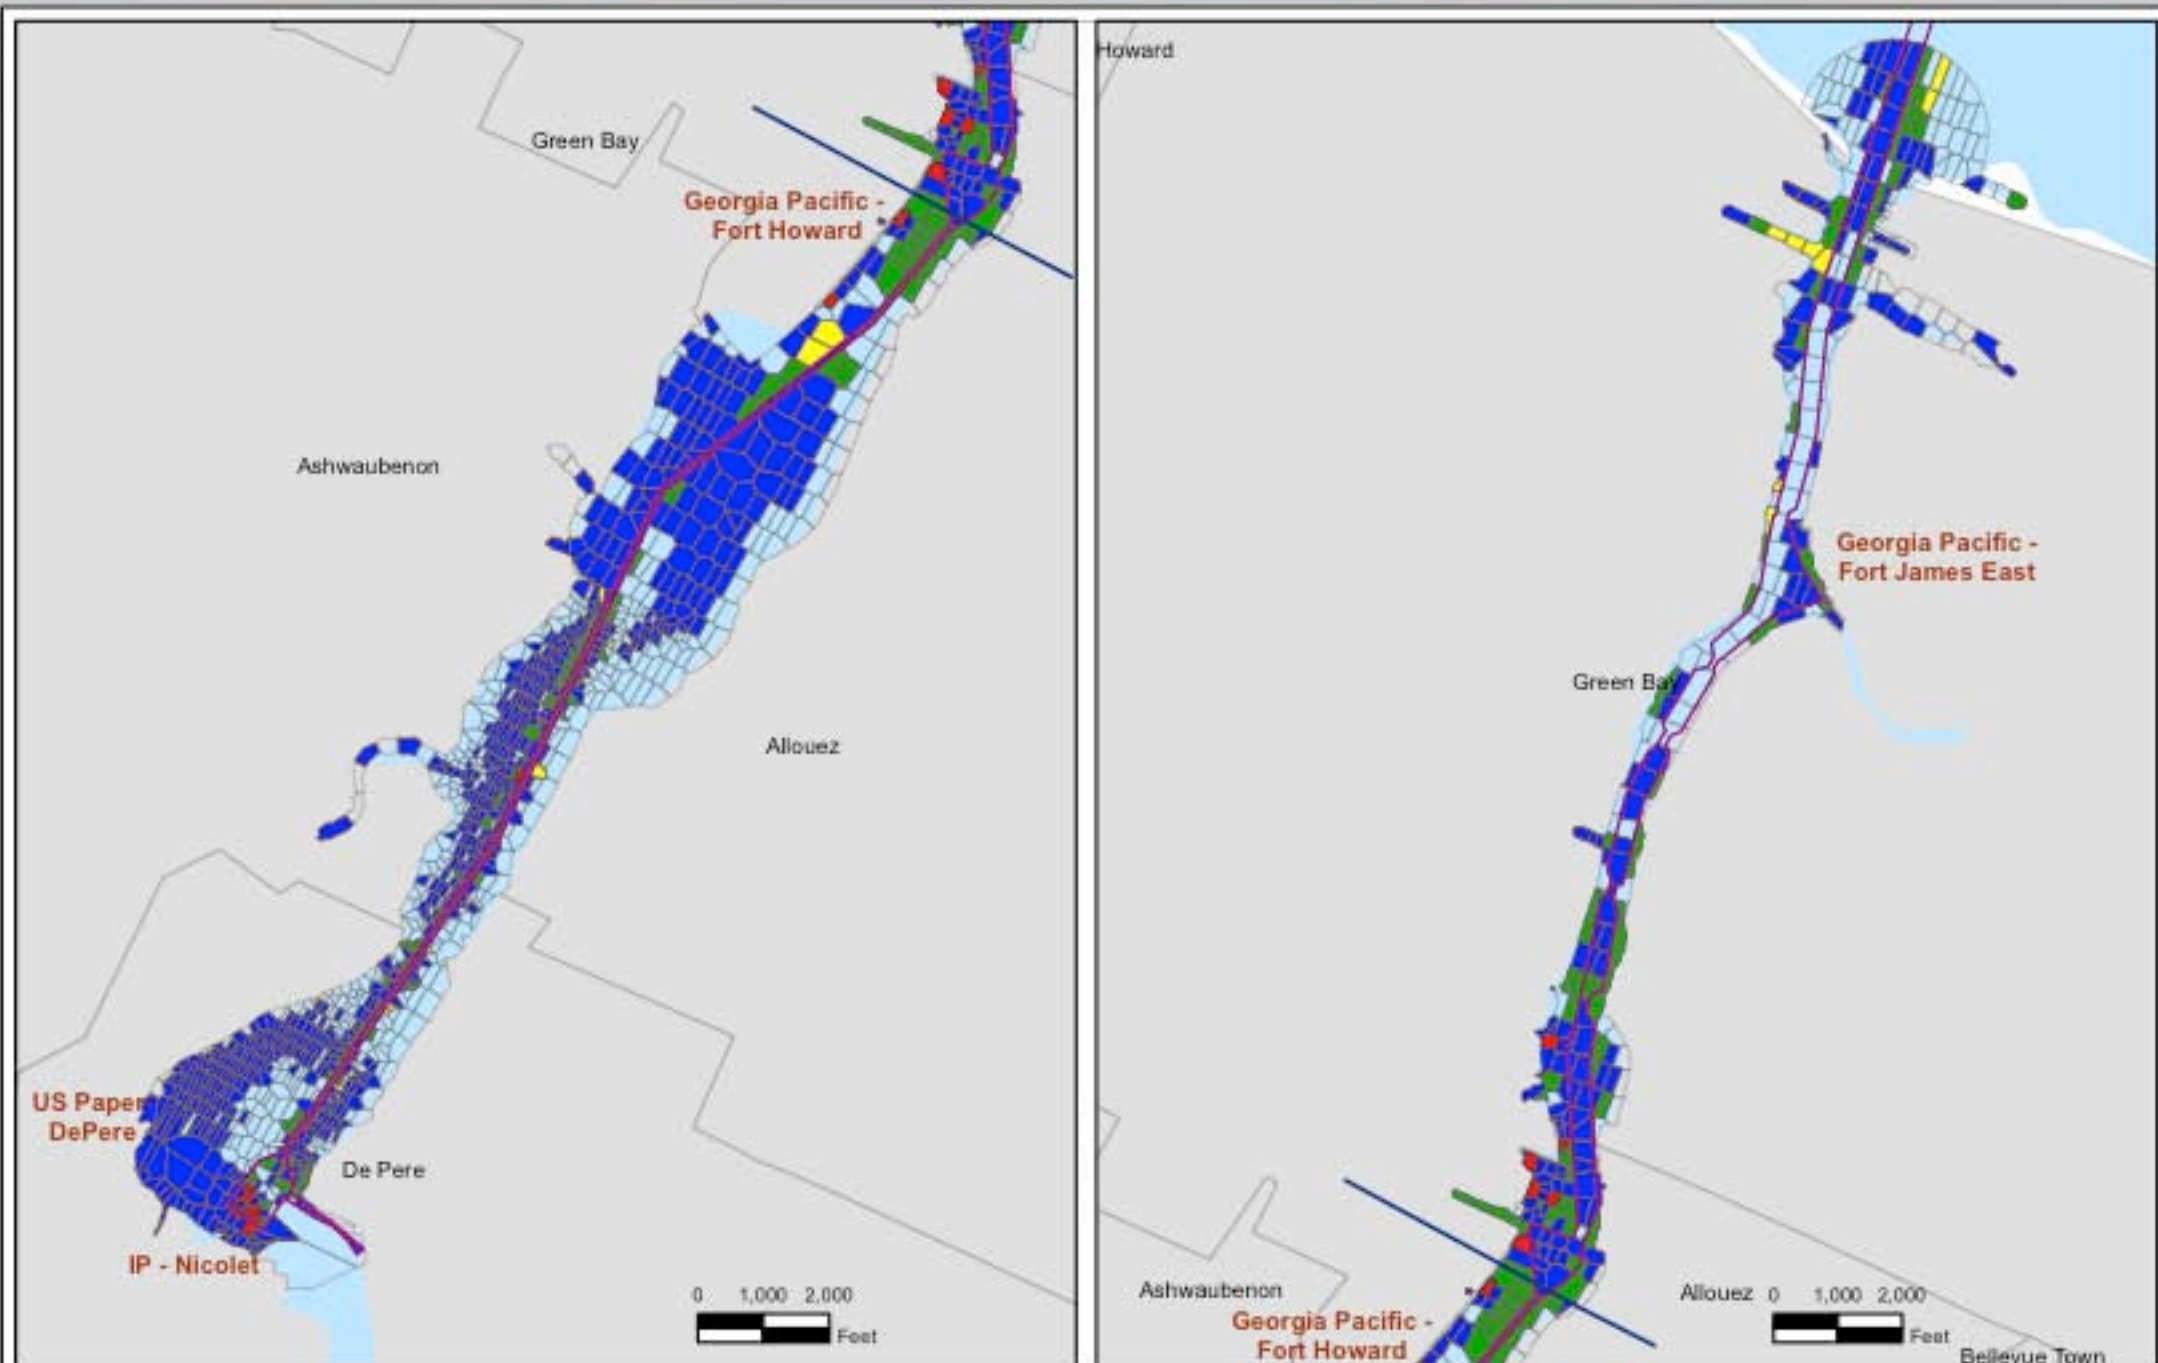 Green Bay
Georgia Pacific -
Fort Howard
Ashwaubenon
Allouez
US Paper
DePere
De Pere
IP - Nicolet
0 1,000 2,000
Feet
Howard
Georgia Pacific -
Fort James East
Green Bay
Ashwaubenon
Georgia Pacific -
Fort Howard
Allouez
0 1,000 2,000
Feet
Bellevue Town